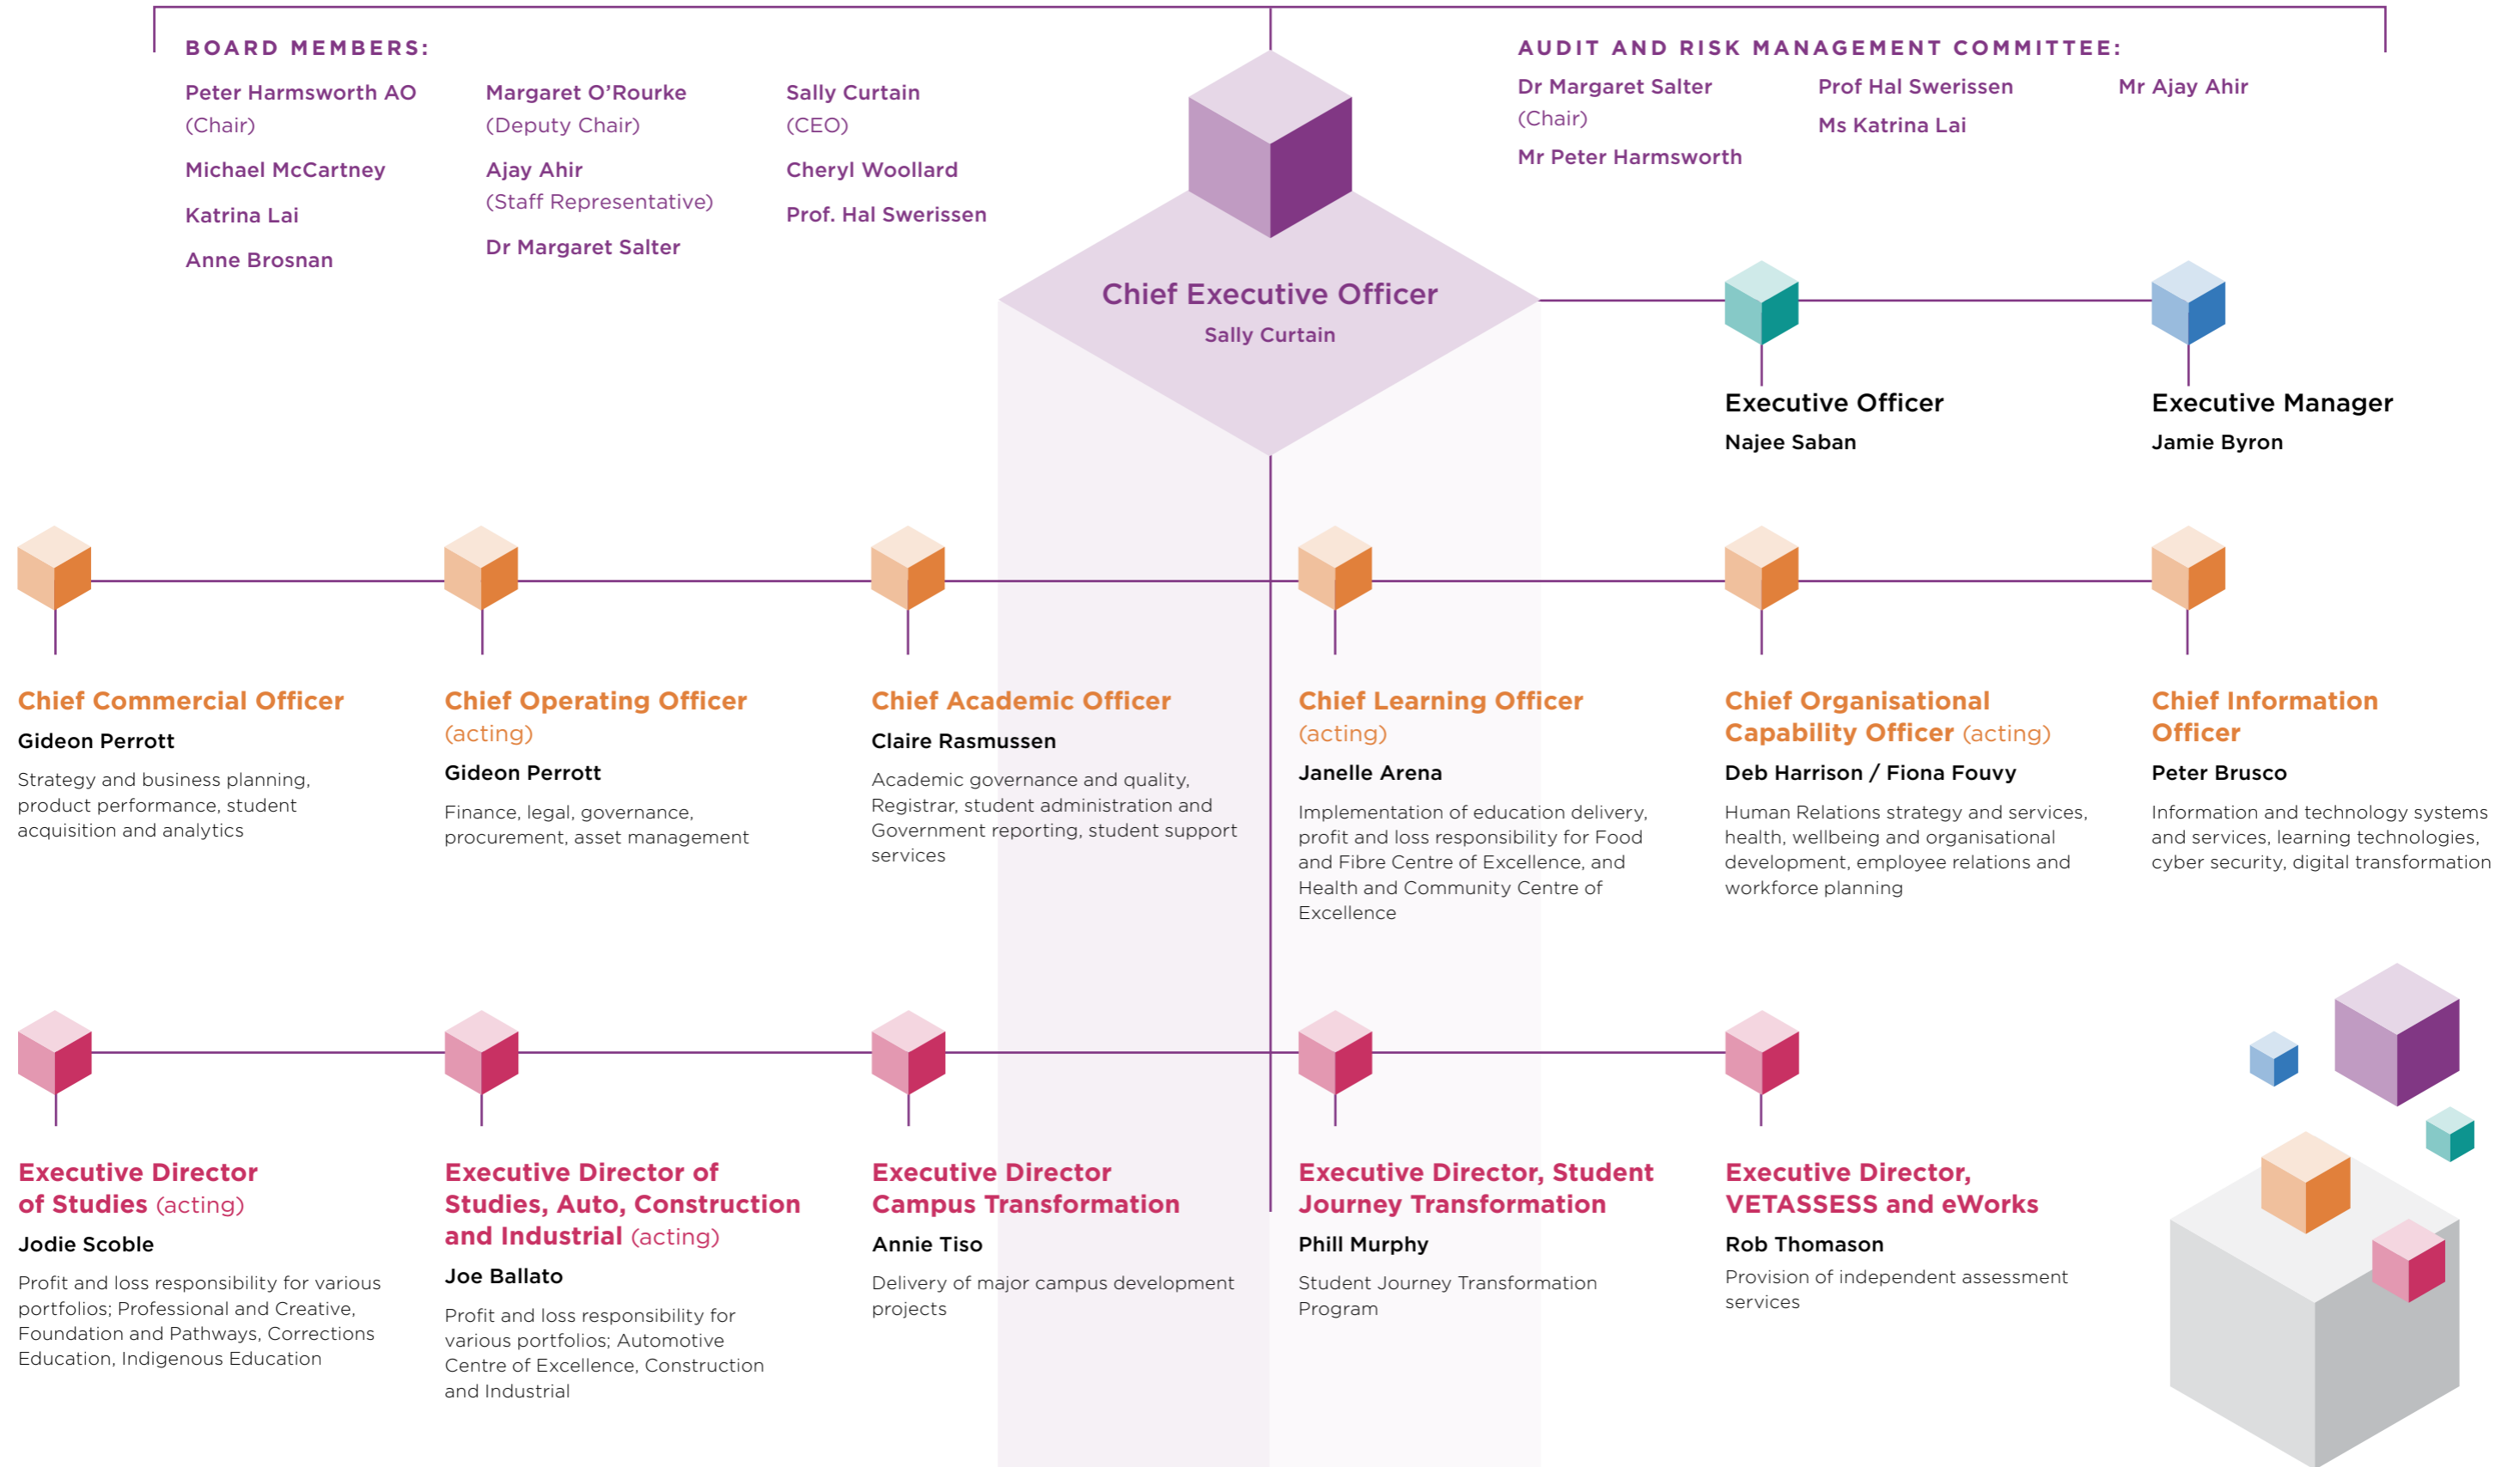 BOARD MEMBERS:
Peter Harmsworth AO
(Chair)
Michael McCartney
Katrina Lai
Anne Brosnan
Margaret O’Rourke
(Deputy Chair)
Ajay Ahir
(Staff Representative)
Dr Margaret Salter
Sally Curtain
(CEO)
Cheryl Woollard
Prof. Hal Swerissen
AUDIT AND RISK MANAGEMENT COMMITTEE:
Dr Margaret Salter
(Chair)
Mr Peter Harmsworth
Prof Hal Swerissen
Ms Katrina Lai
Mr Ajay Ahir
Chief Executive Officer
Sally Curtain
Executive Officer
Najee Saban
Executive Manager
Jamie Byron
Chief Commercial Officer
Gideon Perrott
Strategy and business planning,
product performance, student
acquisition and analytics
Chief Operating Officer
(acting)
Gideon Perrott
Finance, legal, governance,
procurement, asset management
Chief Academic Officer
Claire Rasmussen
Academic governance and quality,
Registrar, student administration and
Government reporting, student support
services
Chief Learning Officer
(acting)
Janelle Arena
Implementation of education delivery,
profit and loss responsibility for Food
and Fibre Centre of Excellence, and
Health and Community Centre of
Excellence
Chief Organisational
Capability Officer (acting)
Deb Harrison / Fiona Fouvy
Human Relations strategy and services,
health, wellbeing and organisational
development, employee relations and
workforce planning
Chief Information
Officer
Peter Brusco
Information and technology systems
and services, learning technologies,
cyber security, digital transformation
Executive Director
of Studies (acting)
Jodie Scoble
Profit and loss responsibility for various
portfolios; Professional and Creative,
Foundation and Pathways, Corrections
Education, Indigenous Education
Executive Director of
Studies, Auto, Construction
and Industrial (acting)
Joe Ballato
Profit and loss responsibility for
various portfolios; Automotive
Centre of Excellence, Construction
and Industrial
Executive Director
Campus Transformation
Annie Tiso
Delivery of major campus development
projects
Executive Director, Student
Journey Transformation
Phill Murphy
Student Journey Transformation
Program
Executive Director,
VETASSESS and eWorks
Rob Thomason
Provision of independent assessment
services